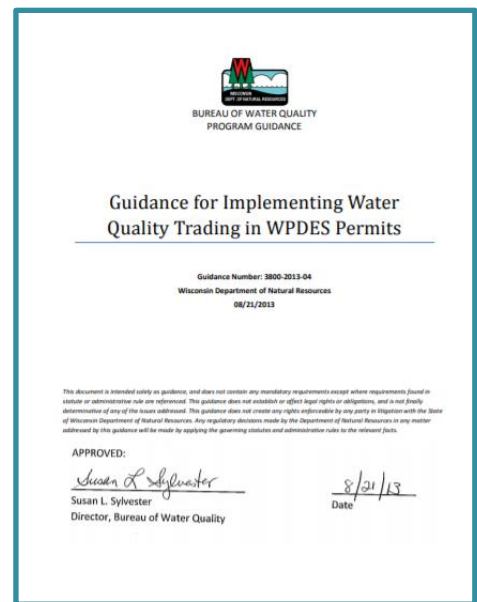 W
WISCONSIN
DEPT. OF NATURAL RESOURCES
BUREAU OF WATER QUALITY
PROGRAM GUIDANCE
Guidance for Implementing Water
Quality Trading in WPDES Permits
Guidance Number: 3800-2013-04
Wisconsin Department of Natural Resources
08/21/2013
This document is intended solely as guidance, and does not contain any mandatory requirements except where requirements found in
statute or administrative rule are referenced. This guidance does not establish or affect legal rights or obligations, and is not finally
determinative of any of the issues addressed. This guidance does not create any rights enforceable by any party in litigation with the State
of Wisconsin Department of Natural Resources. Any regulatory decisions made by the Department of Natural Resources in any matter
addressed by this guidance will be made by applying the governing statutes and administrative rules to the relevant facts.
APPROVED:
Susan L Sylvester 8/21/13
Susan L. Sylvester Date
Director, Bureau of Water Quality